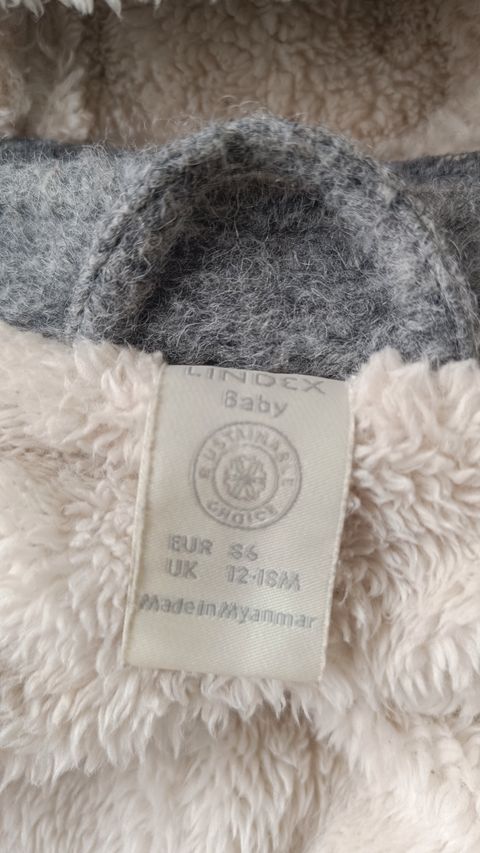 LINDEX
Baby
SUSTAINABLE
CHOICE
EUR 86
UK 12-18M
Made in Myanmar